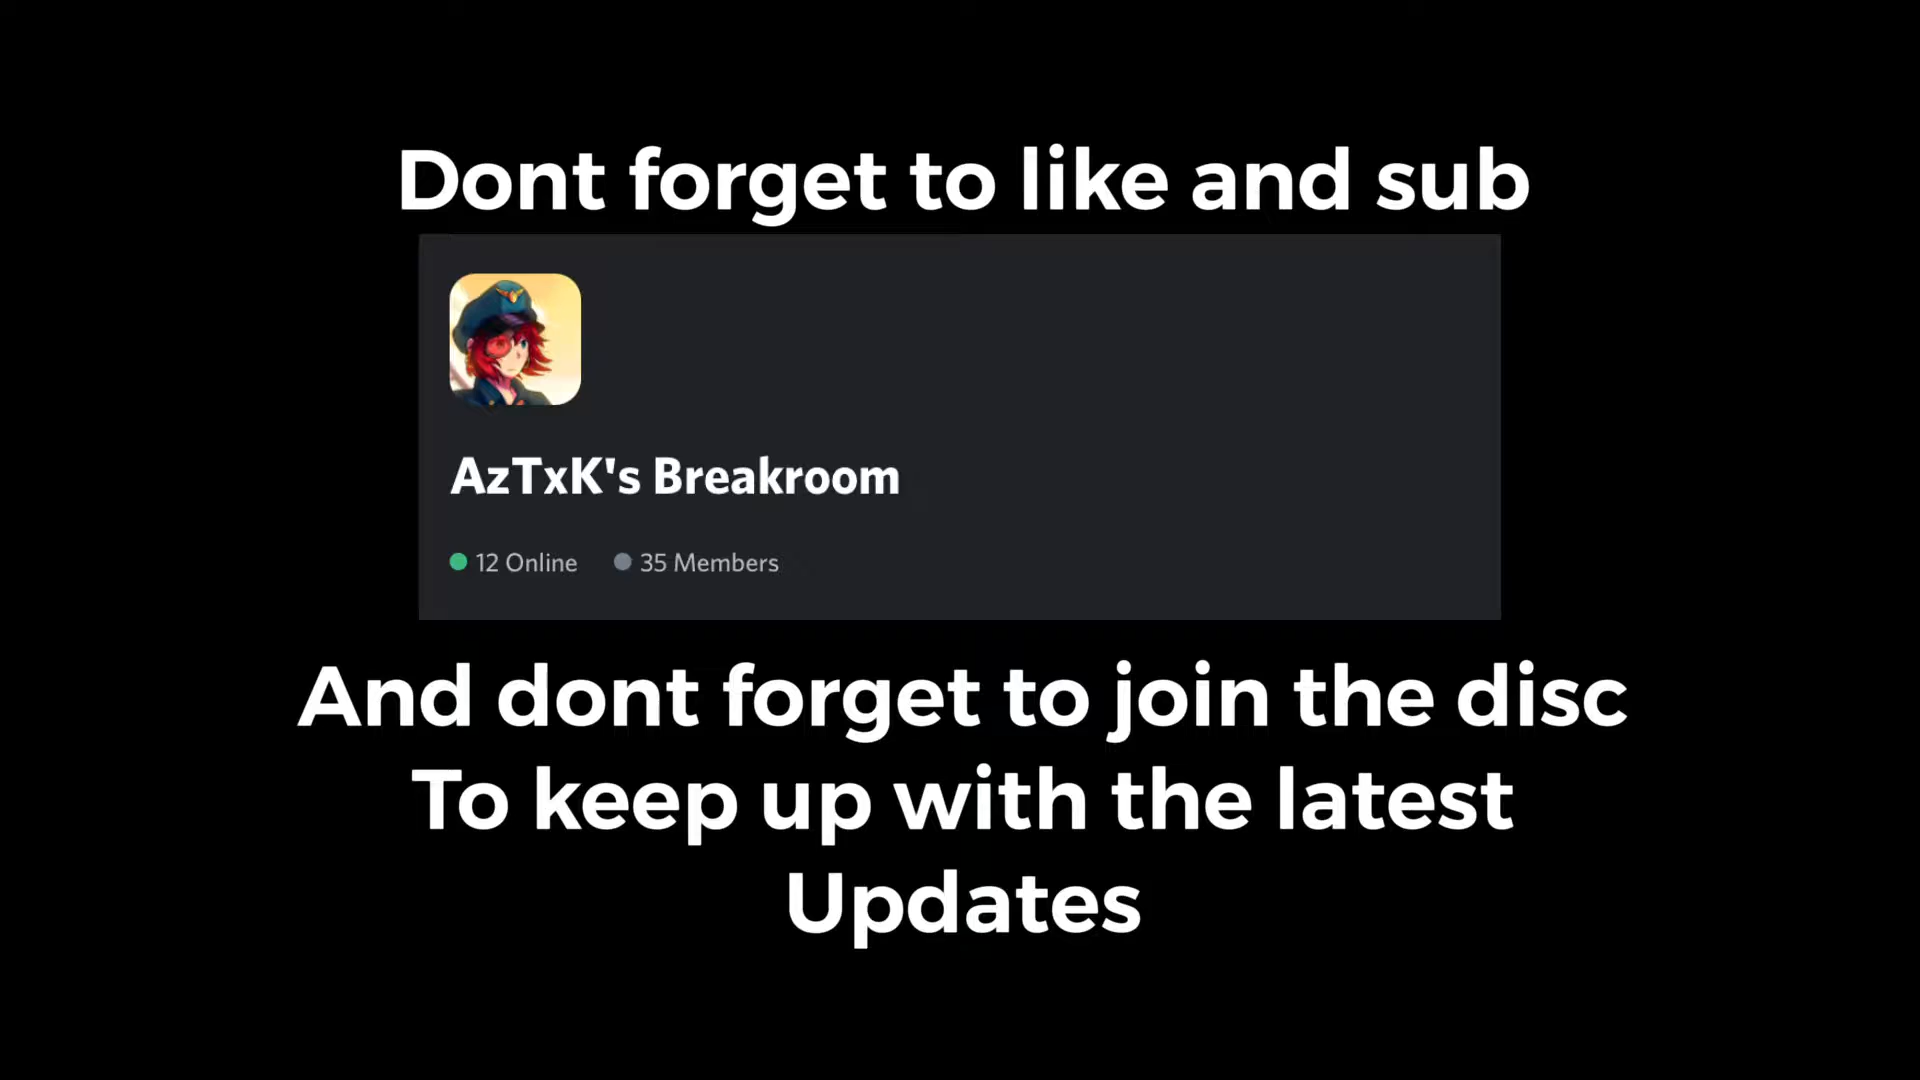 Dont forget to like and sub
AzTxK's Breakroom
12 Online 35 Members
And dont forget to join the disc
To keep up with the latest
Updates